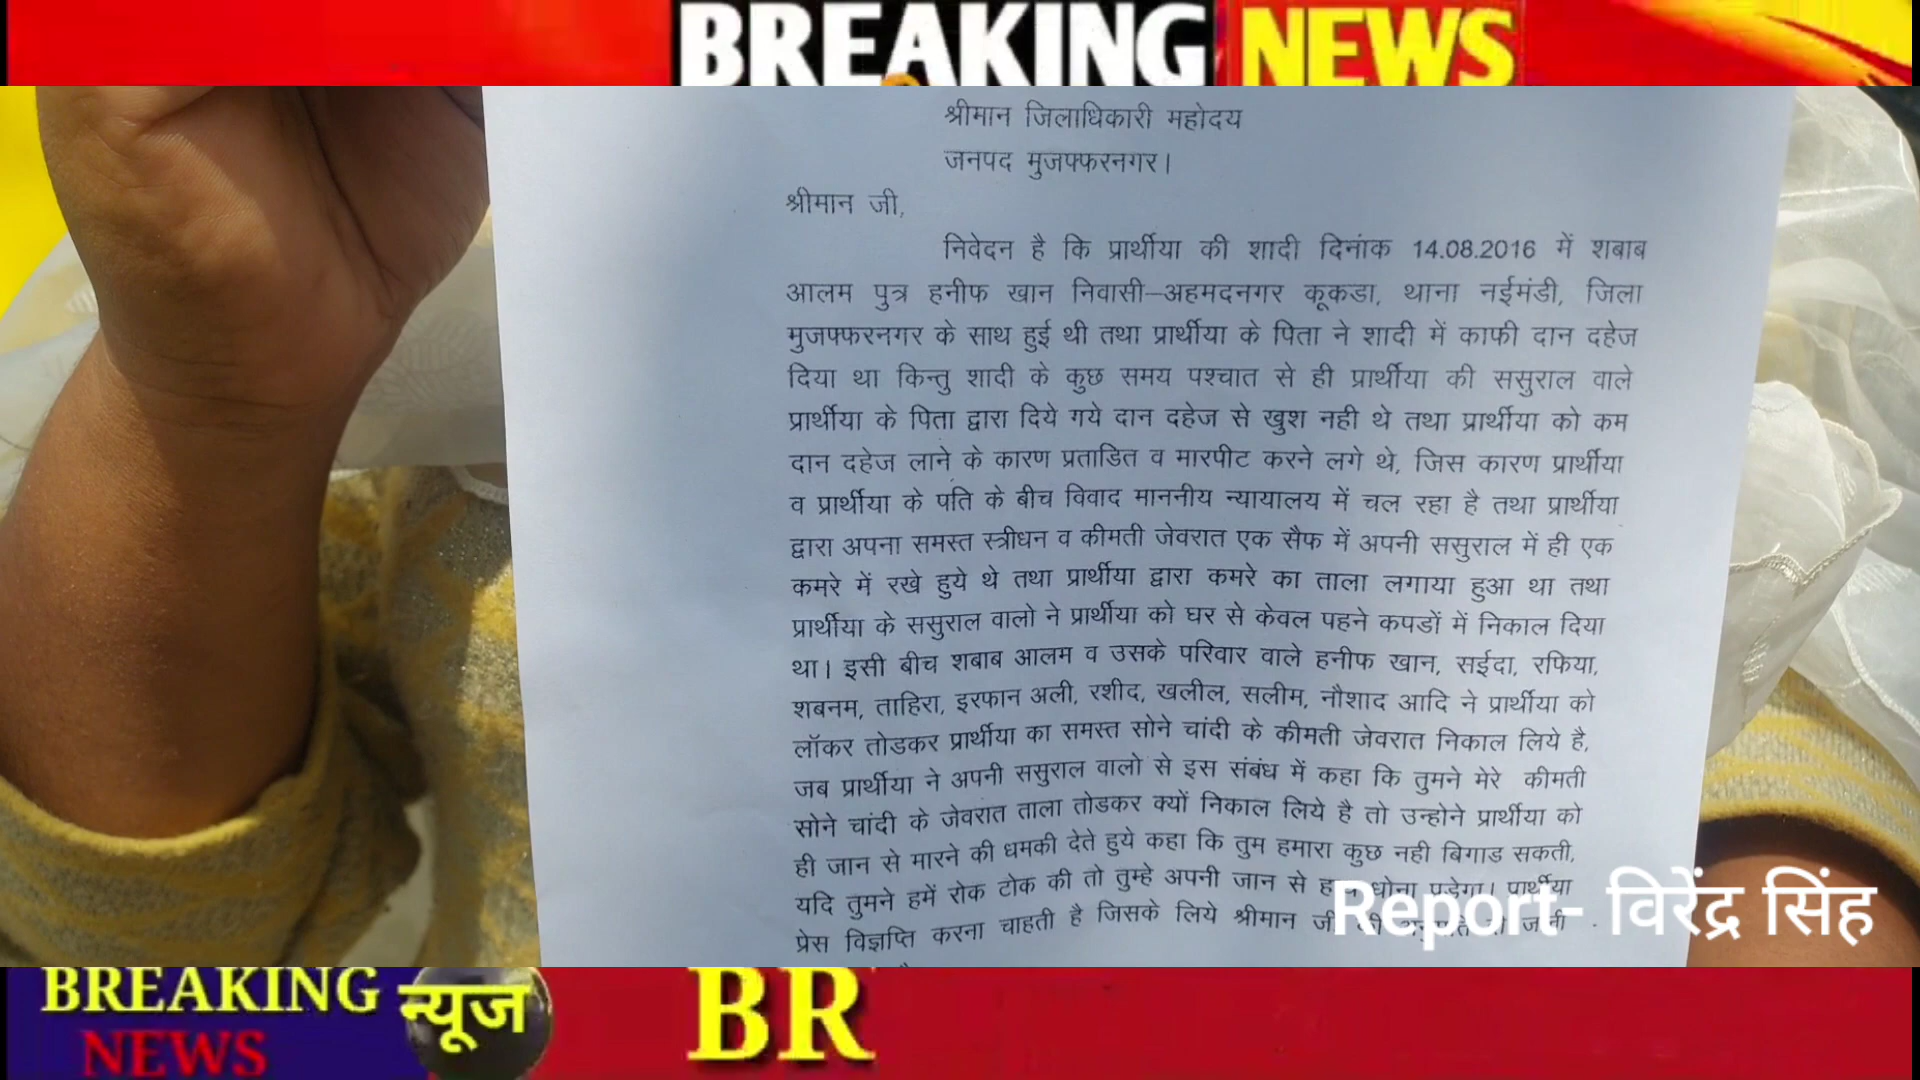 BREAKING NEWS
श्रीमान जिलाधिकारी महोदय
जनपद मुजफ्फरनगर।
श्रीमान जी,
निवेदन है कि प्रार्थीया की शादी दिनांक 14.08.2016 में शबाब
आलम पुत्र हनीफ खान निवासी–अहमदनगर कूकडा, थाना नईमंडी, जिला
मुजफ्फरनगर के साथ हुई थी तथा प्रार्थीया के पिता ने शादी में काफी दान दहेज
दिया था किन्तु शादी के कुछ समय पश्चात से ही प्रार्थीया की ससुराल वाले
प्रार्थीया के पिता द्वारा दिये गये दान दहेज से खुश नही थे तथा प्रार्थीया को कम
दान दहेज लाने के कारण प्रताडित व मारपीट करने लगे थे, जिस कारण प्रार्थीया
व प्रार्थीया के पति के बीच विवाद माननीय न्यायालय में चल रहा है तथा प्रार्थीया
द्वारा अपना समस्त स्त्रीधन व कीमती जेवरात एक सैफ में अपनी ससुराल में ही एक
कमरे में रखे हुये थे तथा प्रार्थीया द्वारा कमरे का ताला लगाया हुआ था तथा
प्रार्थीया के ससुराल वालो ने प्रार्थीया को घर से केवल पहने कपडों में निकाल दिया
था। इसी बीच शबाब आलम व उसके परिवार वाले हनीफ खान, सईदा, रफिया,
शबनम, ताहिरा, इरफान अली, रशीद, खलील, सलीम, नौशाद आदि ने प्रार्थीया को
लॉकर तोडकर प्रार्थीया का समस्त सोने चांदी के कीमती जेवरात निकाल लिये है,
जब प्रार्थीया ने अपनी ससुराल वालो से इस संबंध में कहा कि तुमने मेरे कीमती
सोने चांदी के जेवरात ताला तोडकर क्यों निकाल लिये है तो उन्होने प्रार्थीया को
ही जान से मारने की धमकी देते हुये कहा कि तुम हमारा कुछ नही बिगाड सकती,
यदि तुमने हमें रोक टोक की तो तुम्हे अपनी जान से धोना पडेगा। प्रार्थीया
प्रेस विज्ञप्ति करना चाहती है जिसके लिये श्रीमान
Report- विरेंद्र सिंह
BREAKING न्यूज
NEWS
BR